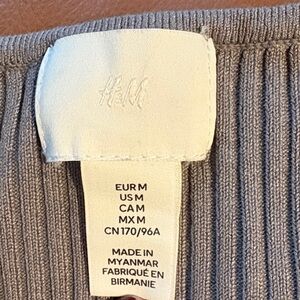 H&M
EUR M
US M
CA M
MX M
CN 170/96A
MADE IN
MYANMAR
FABRIQUÉ EN
BIRMANIE